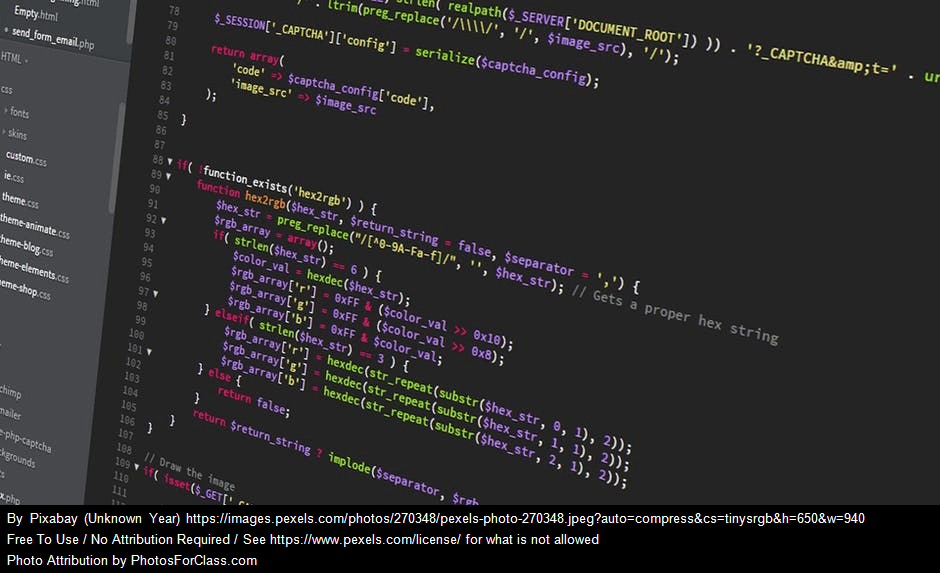 Empty.html
send_form_email.php
HTML
css
fonts
skins
custom.css
ie.css
theme.css
theme-animate.css
heme-blog.css
heme-elements.css
heme-shop.css
chimp
mailer
e-php-captcha
ckgrounds
ts
x.php
78 ltrim(preg_replace('/\\\\/', '/', $image_src), '/');
strlen( realpath($_SERVER['DOCUMENT_ROOT']) )) . '?_CAPTCHA&amp;t=' . ur
79
80 $_SESSION['_CAPTCHA']['config'] = serialize($captcha_config);
81
82 return array(
83 'code' => $captcha_config['code'],
84 'image_src' => $image_src
85 );
86 }
87
88 if( !function_exists('hex2rgb') ) {
89 function hex2rgb($hex_str, $return_string = false, $separator = ',') {
90 $hex_str = preg_replace("/[^0-9A-Fa-f]/", '', $hex_str); // Gets a proper hex string
91 $rgb_array = array();
92 if( strlen($hex_str) == 6 ) {
93 $color_val = hexdec($hex_str);
94 $rgb_array['r'] = 0xFF & ($color_val >> 0x10);
95 $rgb_array['g'] = 0xFF & ($color_val >> 0x8);
96 $rgb_array['b'] = 0xFF & $color_val;
97 } elseif( strlen($hex_str) == 3 ) {
98 $rgb_array['r'] = hexdec(str_repeat(substr($hex_str, 0, 1), 2));
99 $rgb_array['g'] = hexdec(str_repeat(substr($hex_str, 1, 1), 2));
100 $rgb_array['b'] = hexdec(str_repeat(substr($hex_str, 2, 1), 2));
101 } else {
102 return false;
103 }
104 return $return_string ? implode($separator, $rgb
105 }
106 }
107
108 // Draw the image
109 if( isset($_GET['
110
111
By Pixabay (Unknown Year) https://images.pexels.com/photos/270348/pexels-photo-270348.jpeg?auto=compress&cs=tinysrgb&h=650&w=940
Free To Use / No Attribution Required / See https://www.pexels.com/license/ for what is not allowed
Photo Attribution by PhotosForClass.com